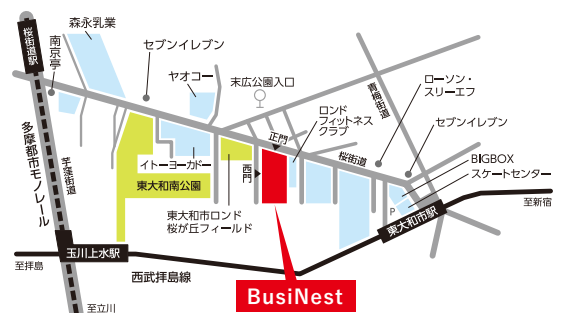 森永乳業
桜街道駅
南京亭
セブンイレブン
ヤオコー
末広公園入口
青梅街道
ローソン・
スリーエフ
ロンド
フィットネス
クラブ
セブンイレブン
正門
桜街道
イトーヨーカドー
西門
BIGBOX
スケートセンター
多摩都市モノレール
芋窪街道
東大和南公園
東大和市ロンド
桜が丘フィールド
P
至新宿
東大和市駅
玉川上水駅
至拝島
西武拝島線
BusiNest
至立川